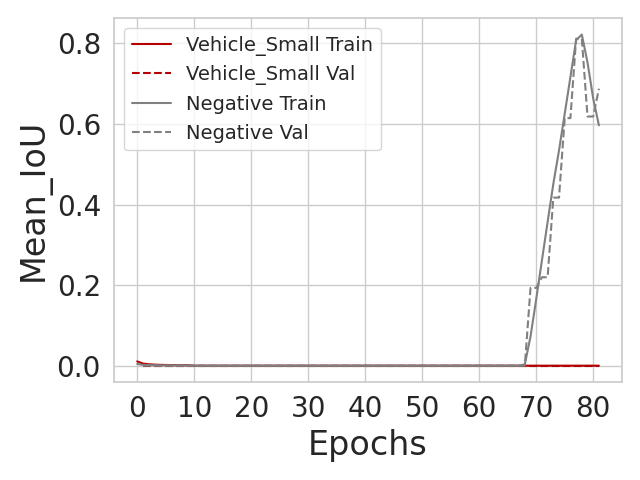 Vehicle_Small Train
Vehicle_Small Val
Negative Train
Negative Val
Mean_IoU
0.8
0.6
0.4
0.2
0.0
0 10 20 30 40 50 60 70 80
Epochs